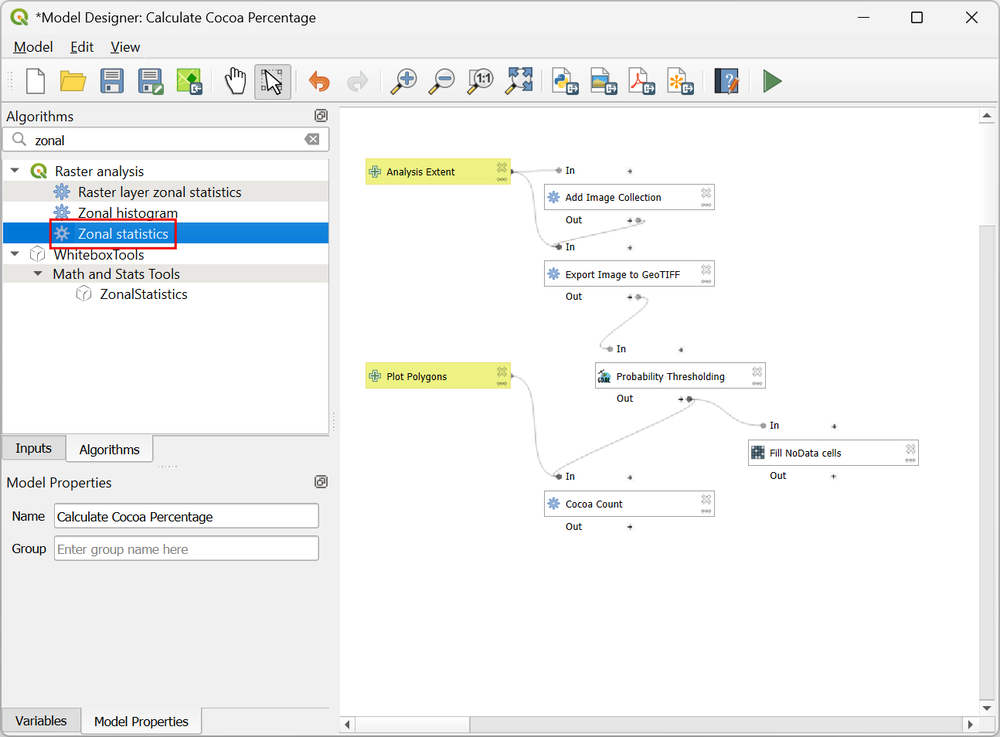 *Model Designer: Calculate Cocoa Percentage
Model Edit View
1:1
Algorithms
zonal
Raster analysis
Raster layer zonal statistics
Zonal histogram
Zonal statistics
WhiteboxTools
Math and Stats Tools
ZonalStatistics
Inputs Algorithms
Model Properties
Name Calculate Cocoa Percentage
Group Enter group name here
Variables Model Properties
Analysis Extent
In
Add Image Collection
Out
In
Export Image to GeoTIFF
Out
In
Plot Polygons
GDAL Probability Thresholding
Out
In
Fill NoData cells
Out
In
Cocoa Count
Out